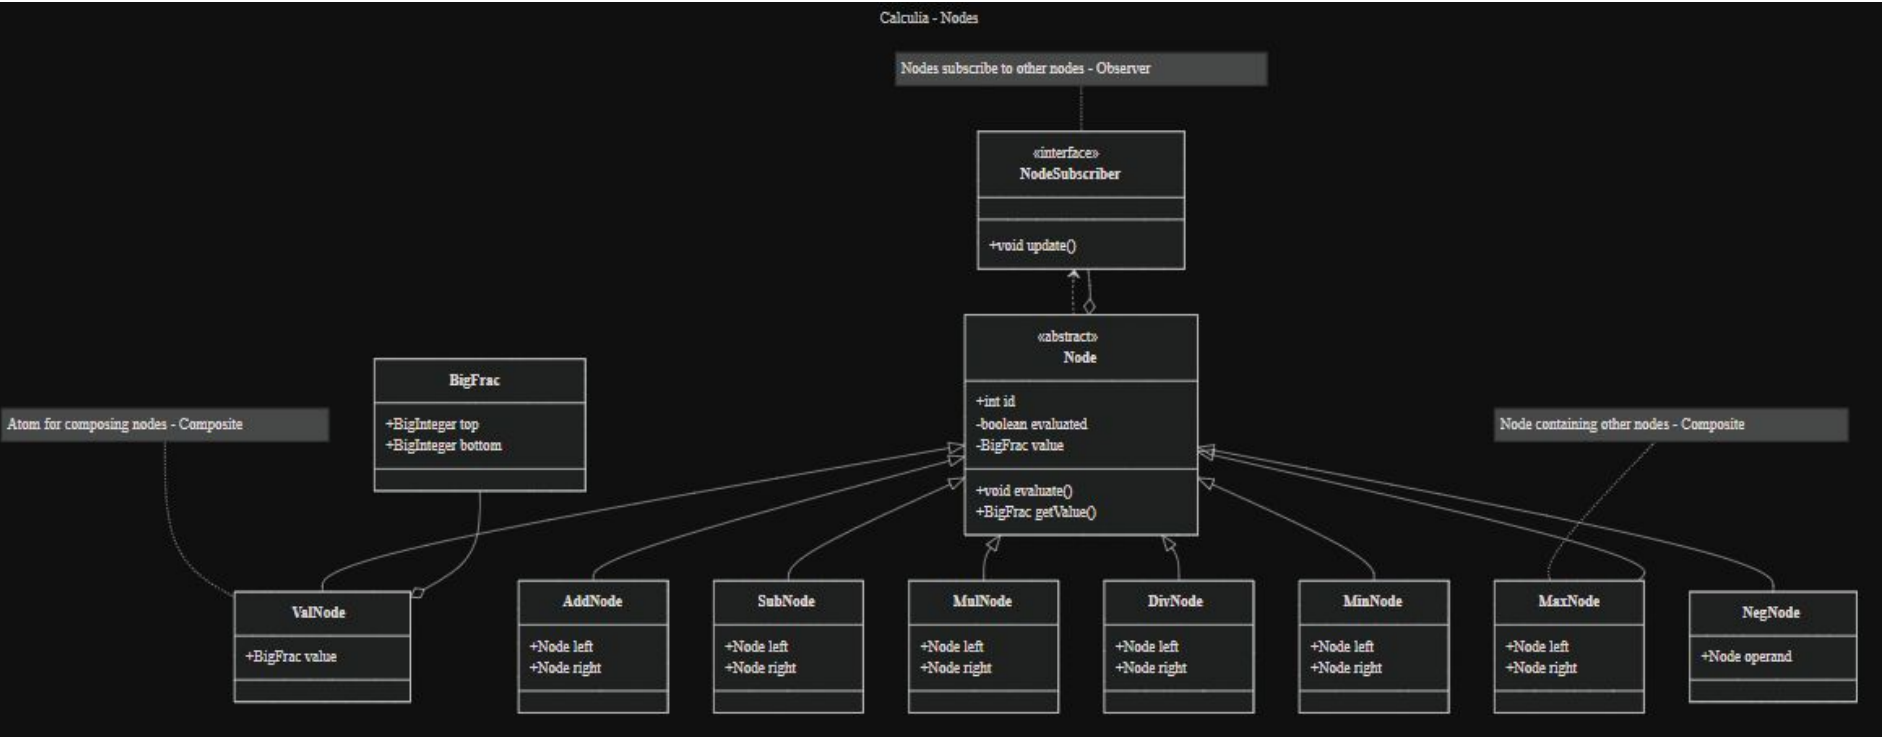 Calculia - Nodes
Nodes subscribe to other nodes - Observer
«interface»
NodeSubscriber
+void update()
«abstract»
Node
+int id
-boolean evaluated
-BigFrac value
+void evaluate()
+BigFrac getValue()
BigFrac
+BigInteger top
+BigInteger bottom
Atom for composing nodes - Composite
Node containing other nodes - Composite
ValNode
+BigFrac value
AddNode
+Node left
+Node right
SubNode
+Node left
+Node right
MulNode
+Node left
+Node right
DivNode
+Node left
+Node right
MinNode
+Node left
+Node right
MaxNode
+Node left
+Node right
NegNode
+Node operand